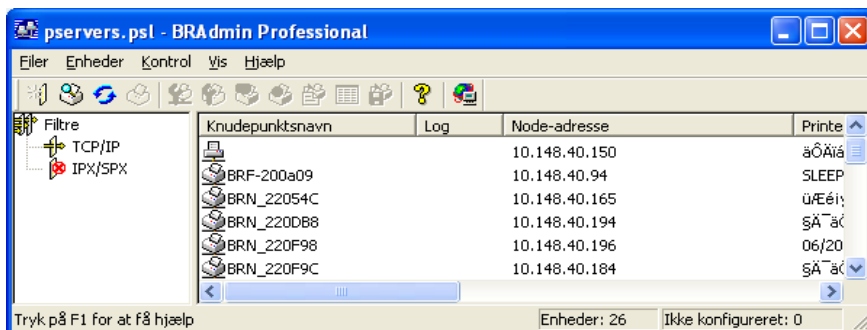 pservers.psl - BRAdmin Professional
Filer Enheder Kontrol Vis Hjælp
Filtre
TCP/IP
IPX/SPX
Knudepunktsnavn Log Node-adresse Printe
10.148.40.150 äÔÄïá
BRF-200a09 10.148.40.94 SLEEP
BRN_22054C 10.148.40.165
BRN_220DB8 10.148.40.194
BRN_220F98 10.148.40.196 06/20
BRN_220F9C 10.148.40.184
Tryk på F1 for at få hjælp Enheder: 26 Ikke konfigureret: 0